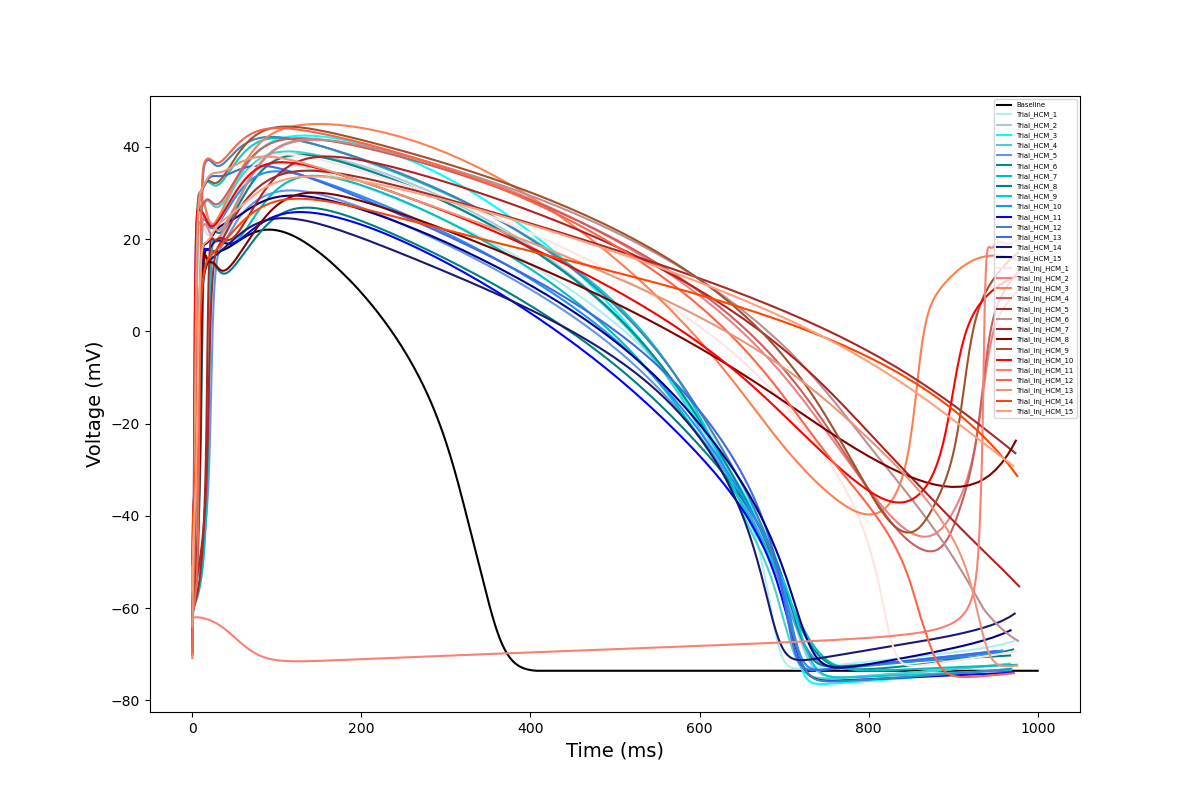 Baseline
Trial_HCM_1
Trial_HCM_2
Trial_HCM_3
Trial_HCM_4
Trial_HCM_5
Trial_HCM_6
Trial_HCM_7
Trial_HCM_8
Trial_HCM_9
Trial_HCM_10
Trial_HCM_11
Trial_HCM_12
Trial_HCM_13
Trial_HCM_14
Trial_HCM_15
Trial_inj_HCM_1
Trial_inj_HCM_2
Trial_inj_HCM_3
Trial_inj_HCM_4
Trial_inj_HCM_5
Trial_inj_HCM_6
Trial_inj_HCM_7
Trial_inj_HCM_8
Trial_inj_HCM_9
Trial_inj_HCM_10
Trial_inj_HCM_11
Trial_inj_HCM_12
Trial_inj_HCM_13
Trial_inj_HCM_14
Trial_inj_HCM_15
40
20
0
−20
−40
−60
−80
Voltage (mV)
0 200 400 600 800 1000
Time (ms)